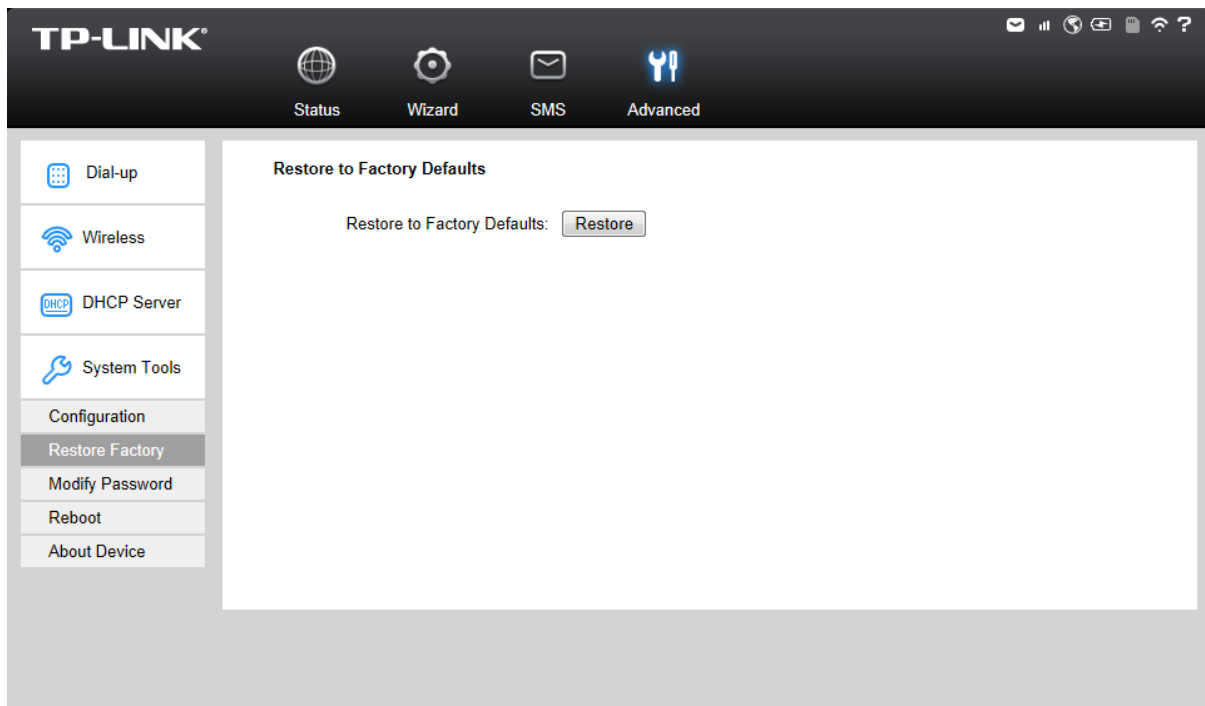 TP-LINK®
Status Wizard SMS Advanced
Dial-up
Wireless
DHCP DHCP Server
System Tools
Configuration
Restore Factory
Modify Password
Reboot
About Device
Restore to Factory Defaults
Restore to Factory Defaults: Restore